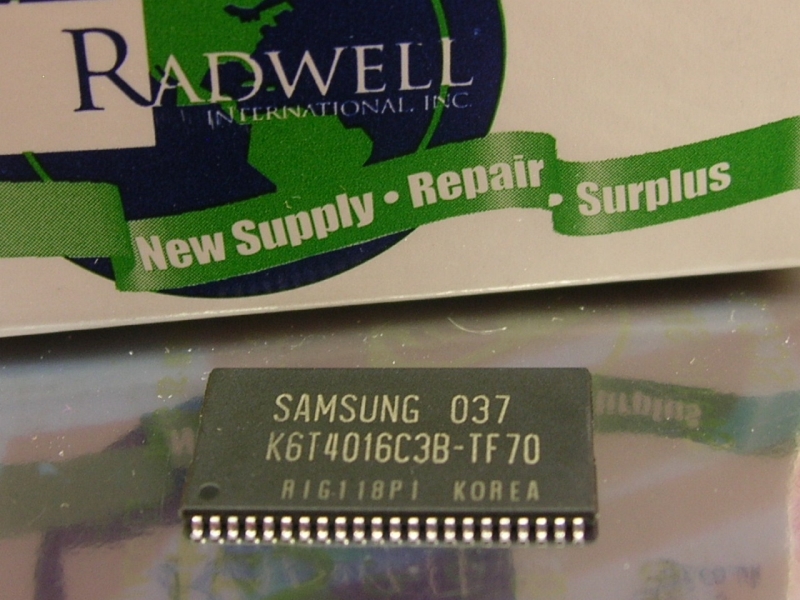 RADWELL
INTERNATIONAL, INC.
New Supply • Repair • Surplus
SAMSUNG 037
K6T4016C3B-TF70
RIG118P1 KOREA